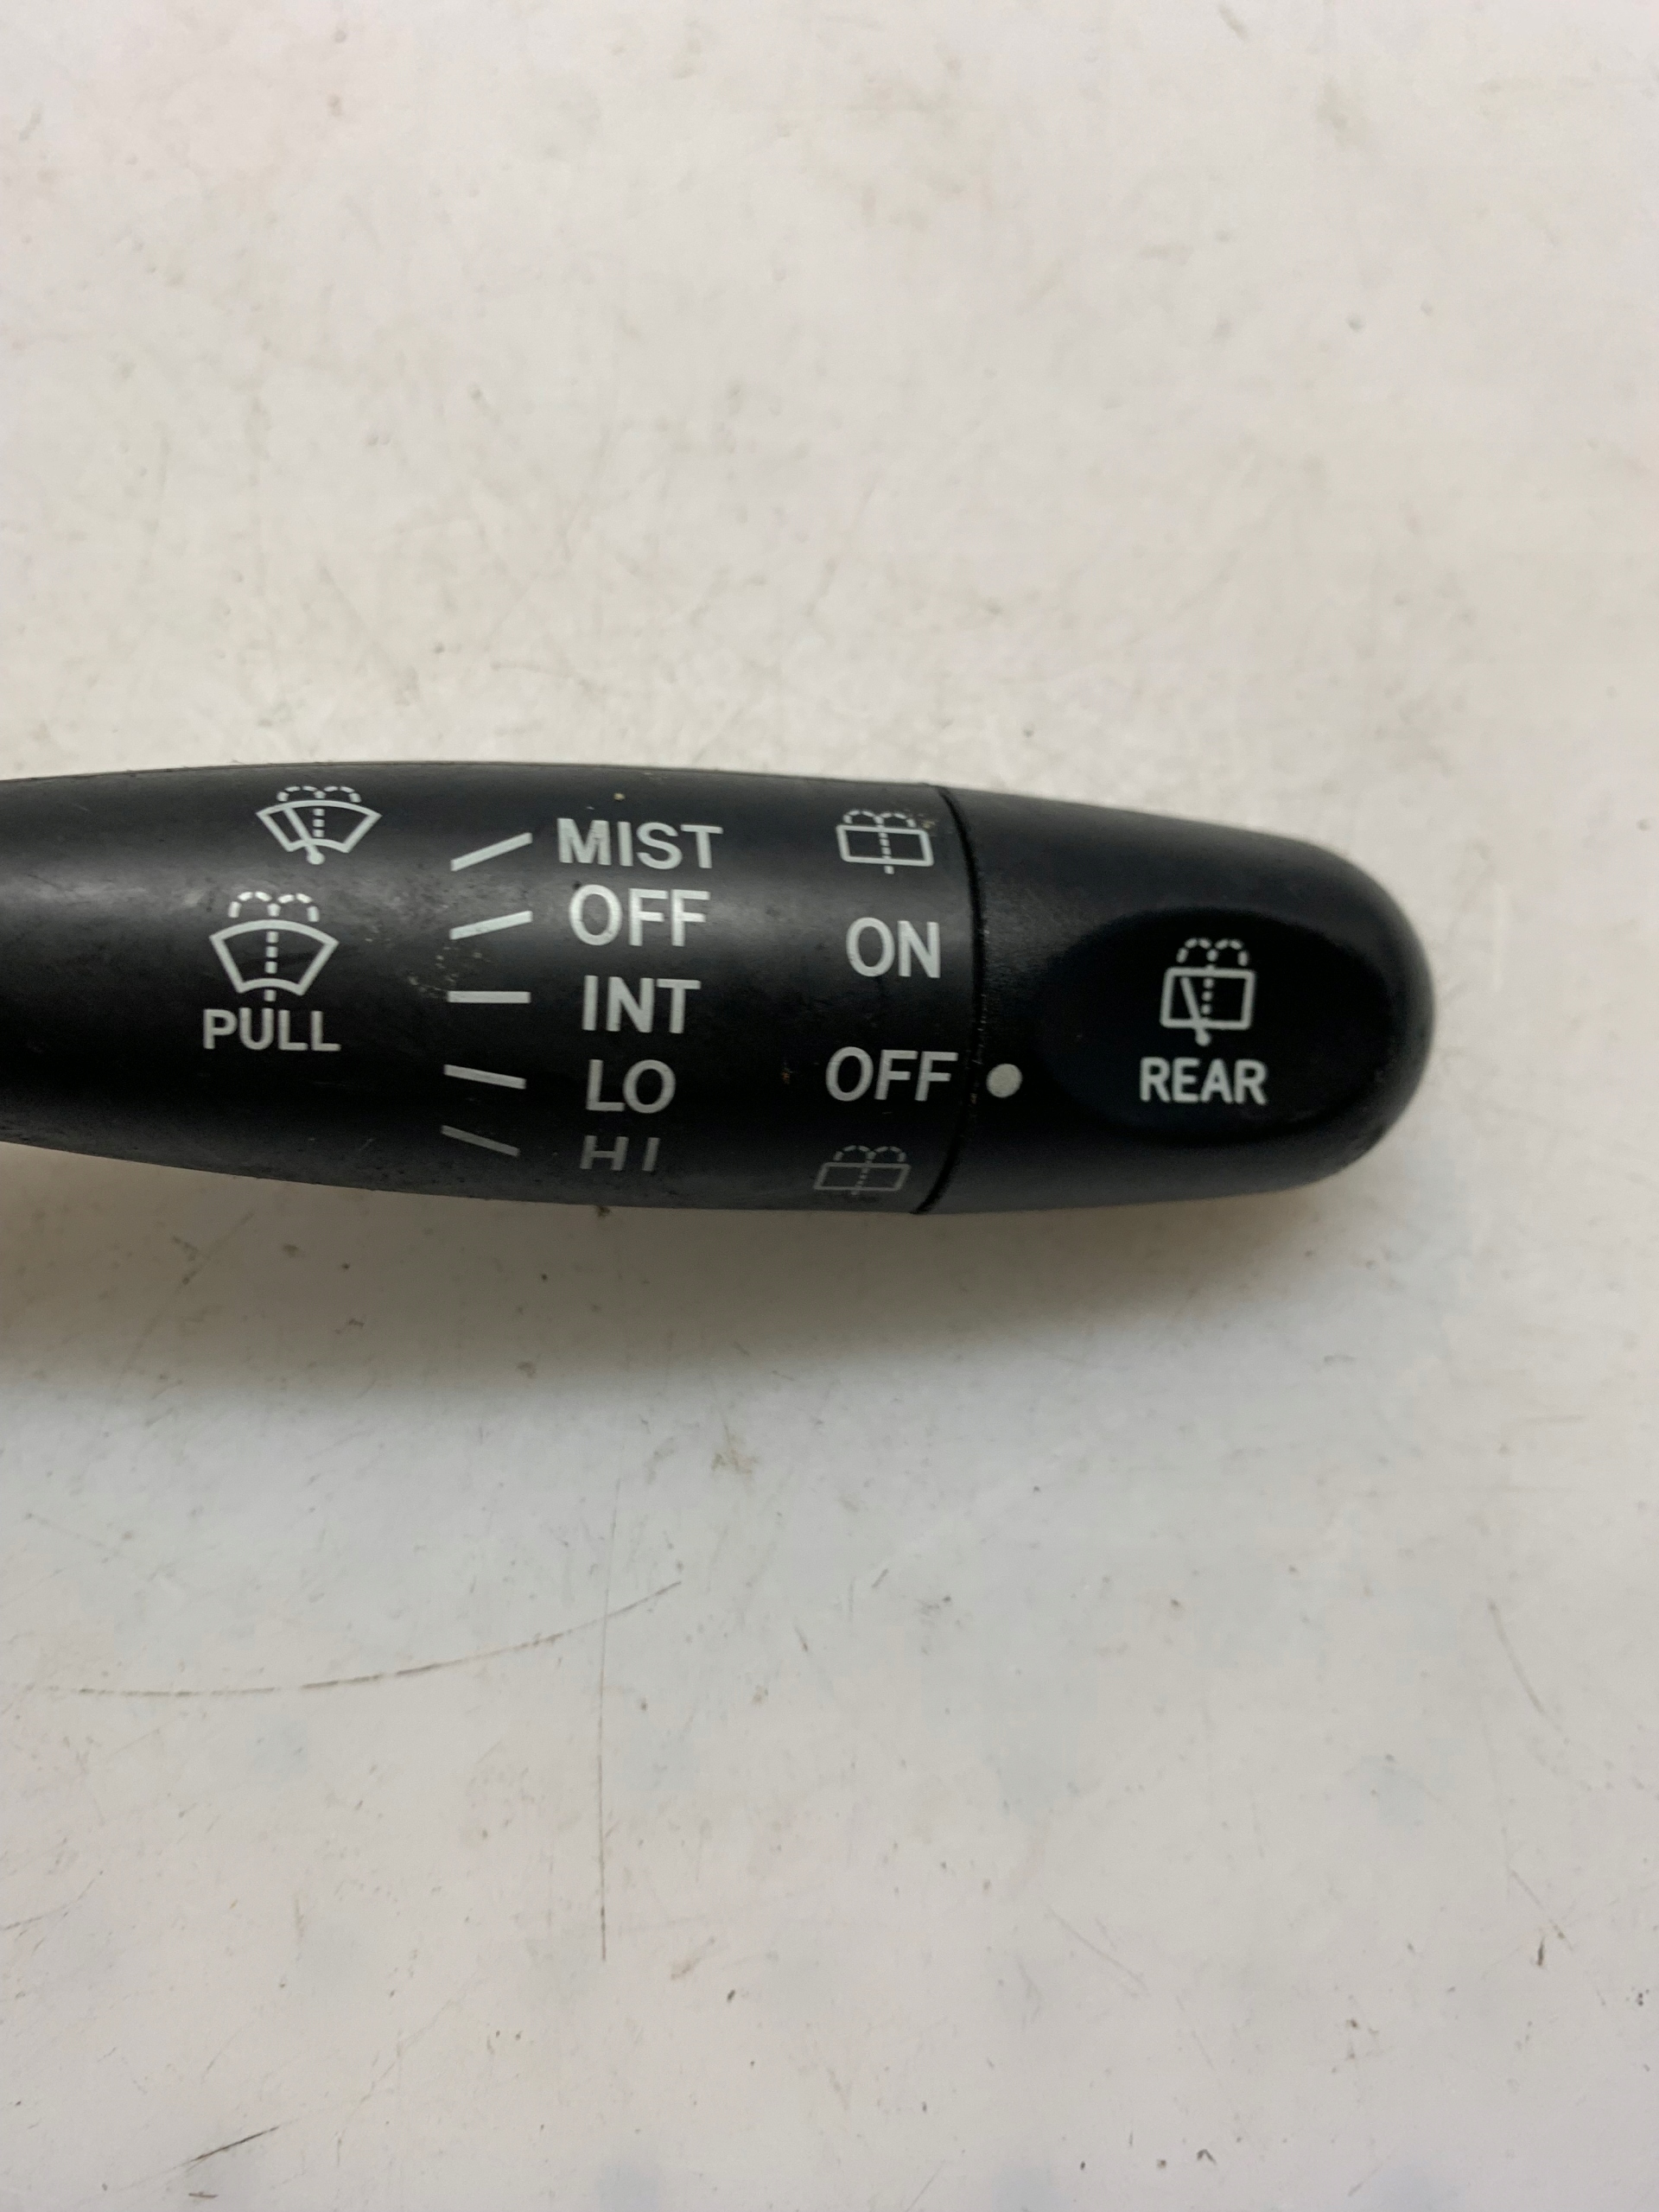 MIST
OFF
INT
LO
HI
PULL
ON
OFF
REAR